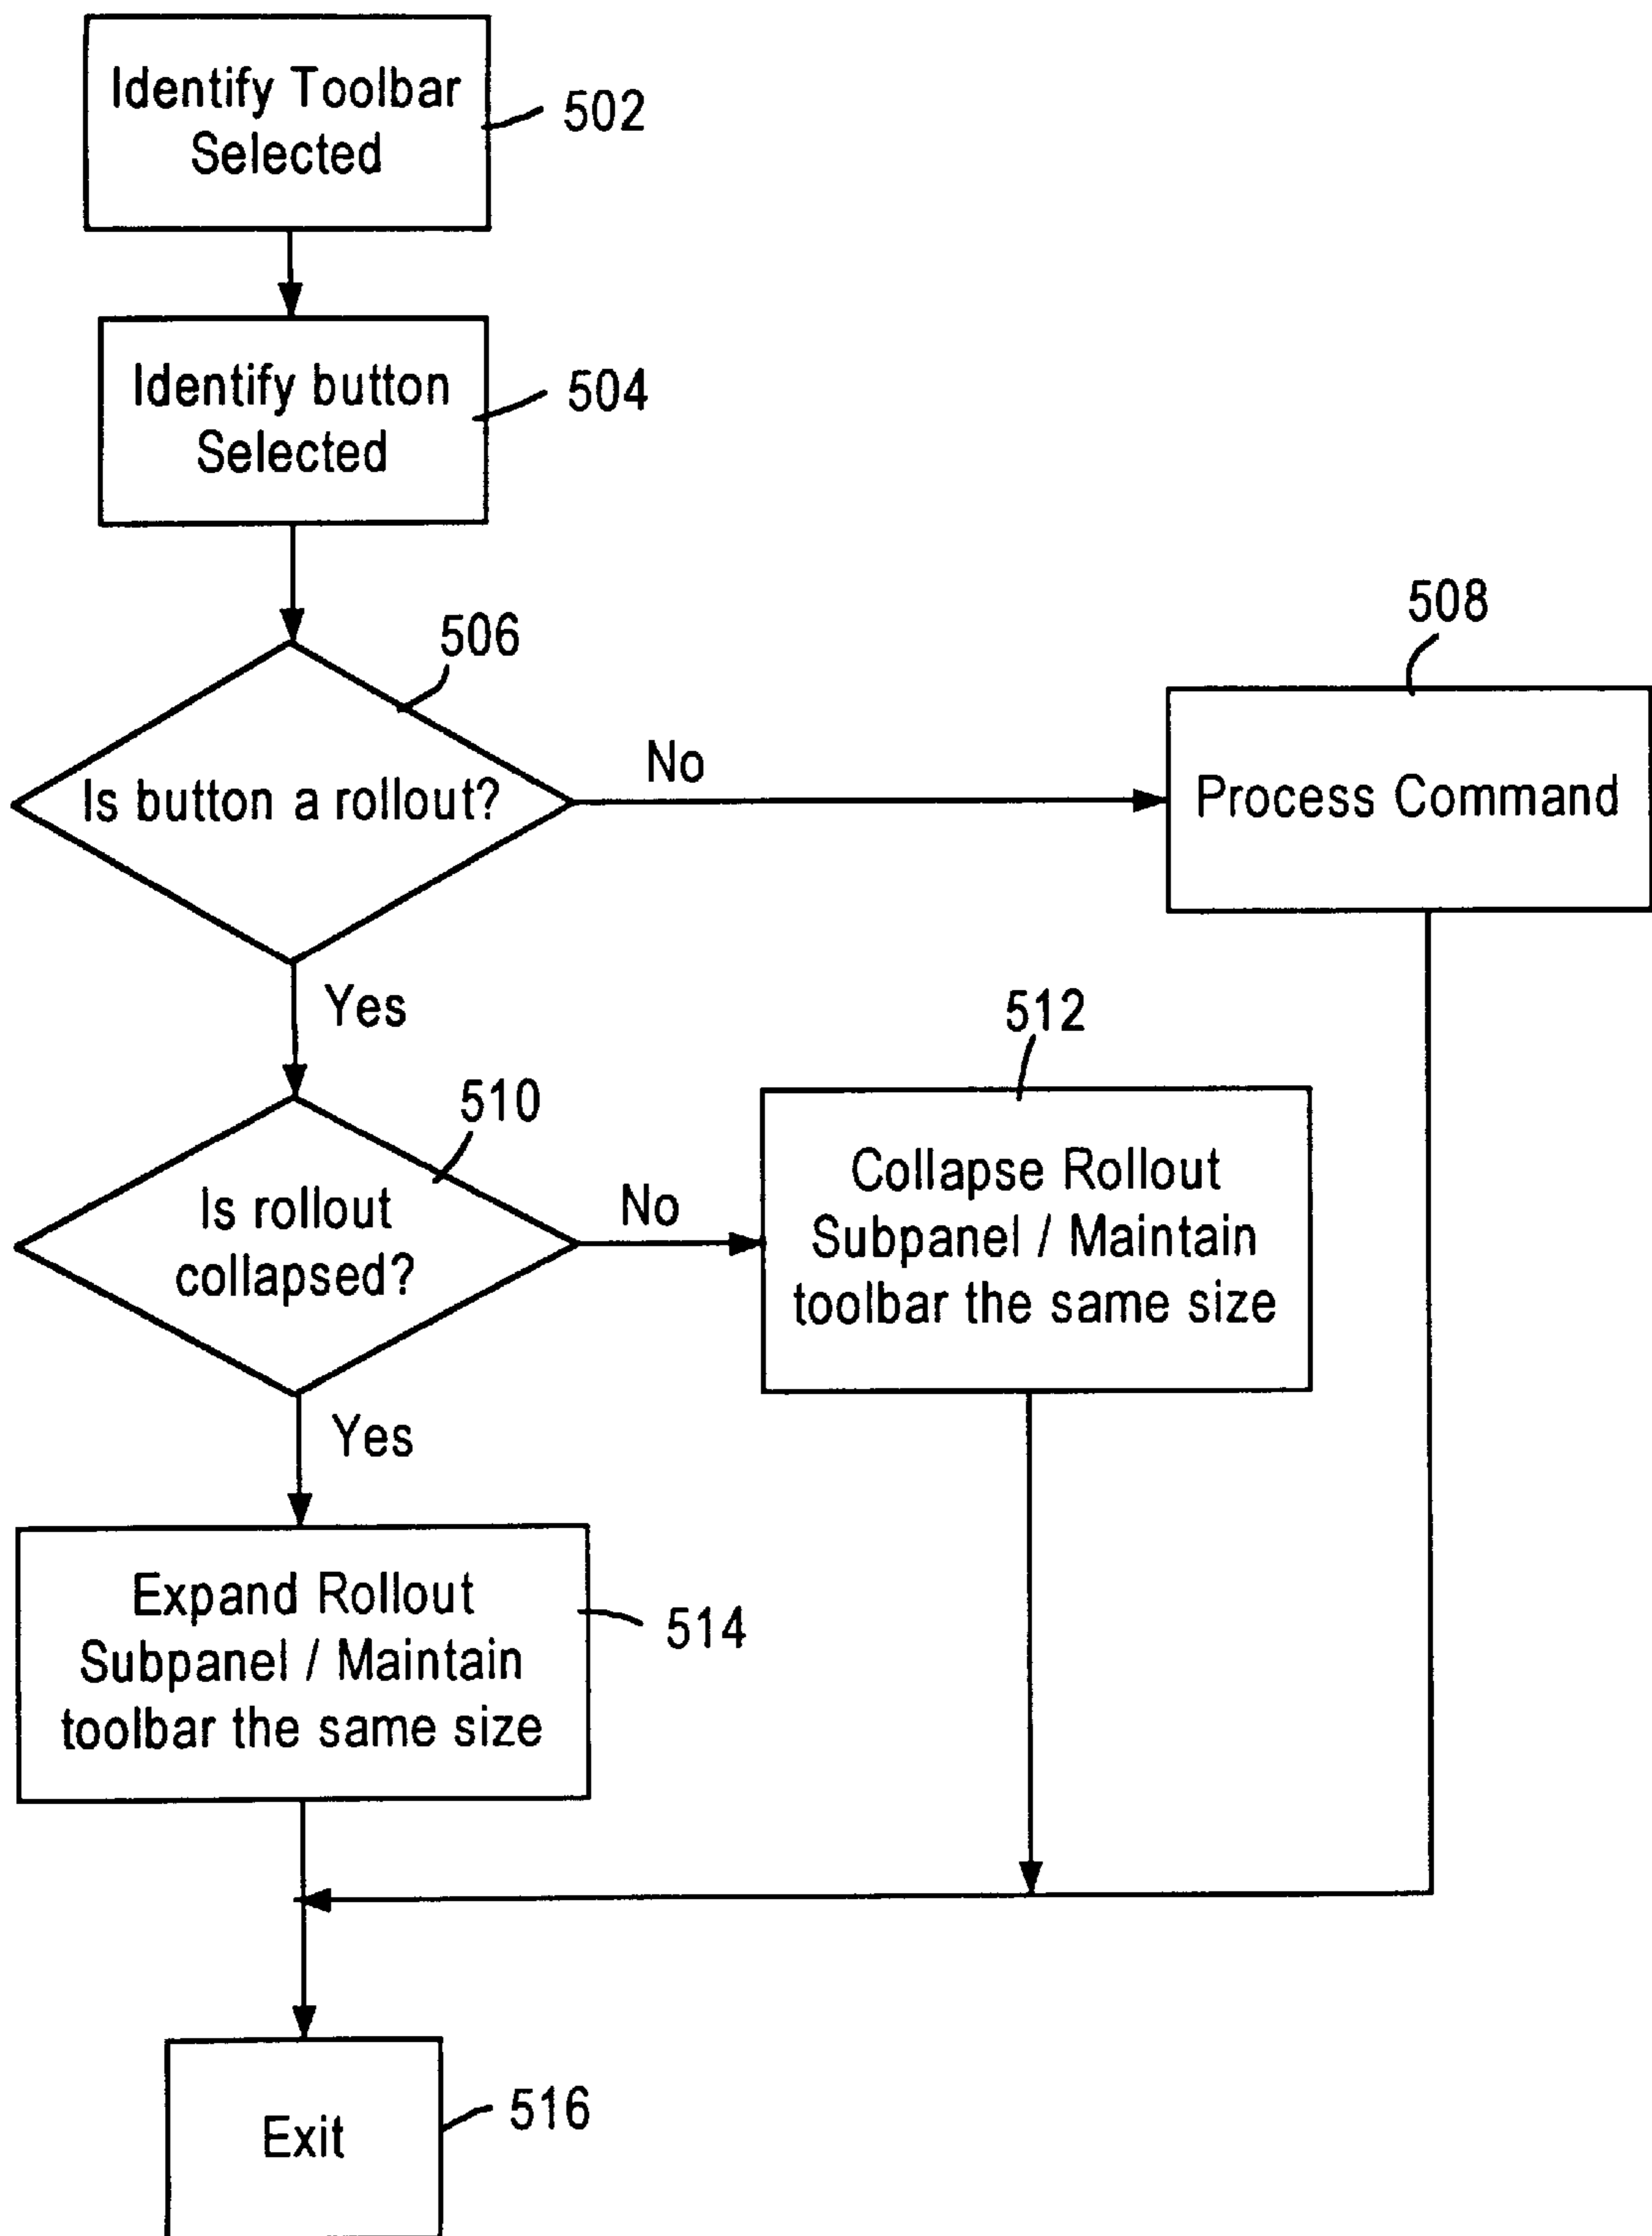 Identify Toolbar
Selected
502
Identify button
Selected
504
506
508
Is button a rollout?
No
Process Command
Yes
510
512
Is rollout
collapsed?
No
Collapse Rollout
Subpanel / Maintain
toolbar the same size
Yes
Expand Rollout
Subpanel / Maintain
toolbar the same size
514
Exit
516